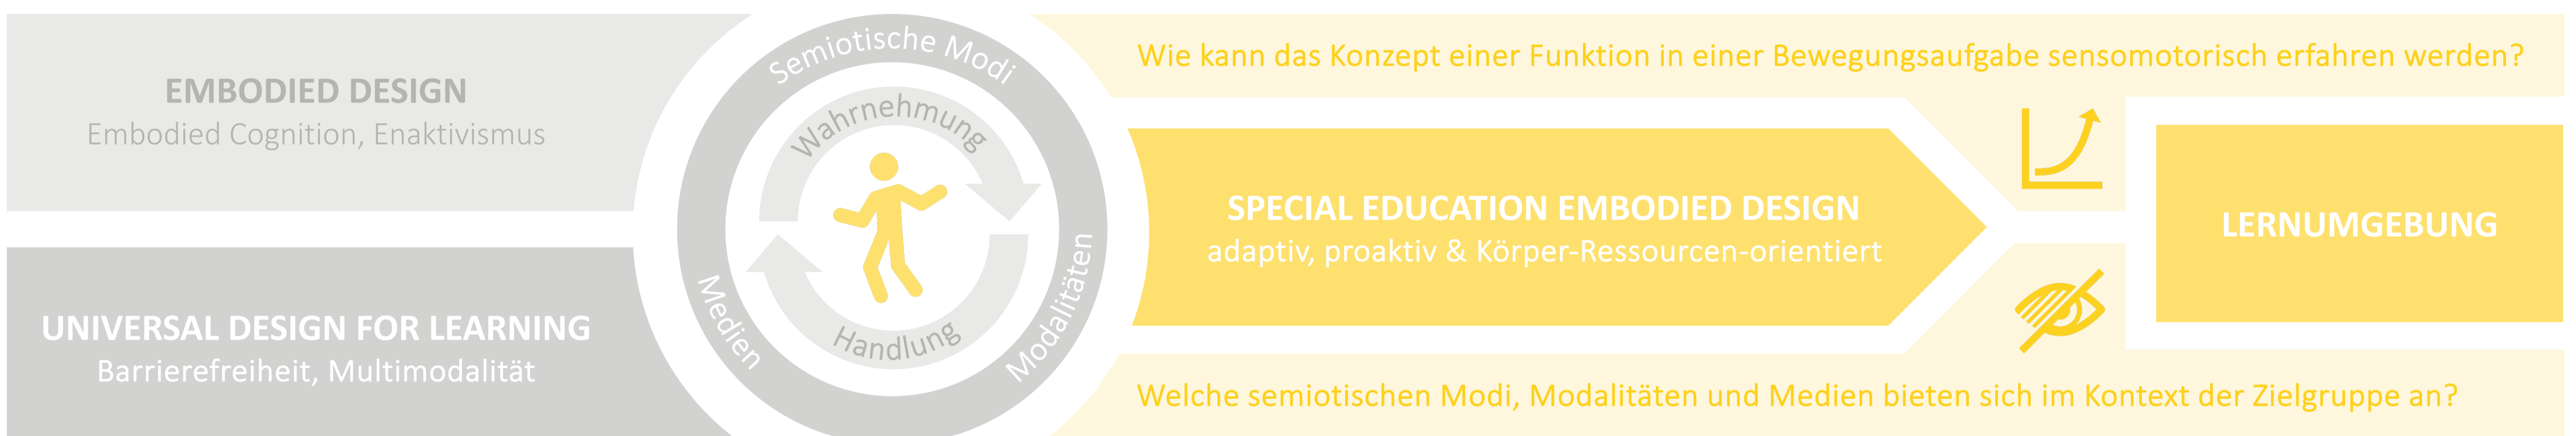 EMBODIED DESIGN
Embodied Cognition, Enaktivismus
UNIVERSAL DESIGN FOR LEARNING
Barrierefreiheit, Multimodalität
Semiotische Modi
Wahrnehmung
Handlung
Medien
Modalitäten
Wie kann das Konzept einer Funktion in einer Bewegungsaufgabe sensomotorisch erfahren werden?
SPECIAL EDUCATION EMBODIED DESIGN
adaptiv, proaktiv & Körper-Ressourcen-orientiert
Welche semiotischen Modi, Modalitäten und Medien bieten sich im Kontext der Zielgruppe an?
LERNUMGEBUNG